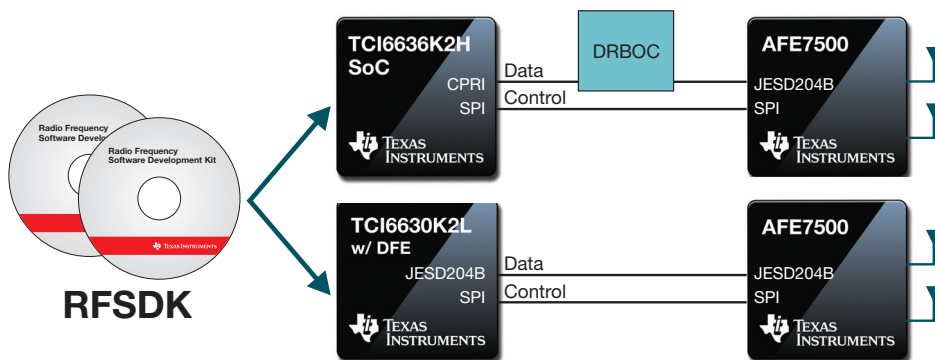 Radio Frequency
Software Develo
Radio Frequency
Software Development Kit
TEXAS INSTRUMENTS
RFSDK
TCI6636K2H
SoC
CPRI
SPI
TEXAS
INSTRUMENTS
Data
Control
DRBOC
AFE7500
JESD204B
SPI
TEXAS
INSTRUMENTS
TCI6630K2L
w/ DFE
JESD204B
SPI
TEXAS
INSTRUMENTS
Data
Control
AFE7500
JESD204B
SPI
TEXAS
INSTRUMENTS